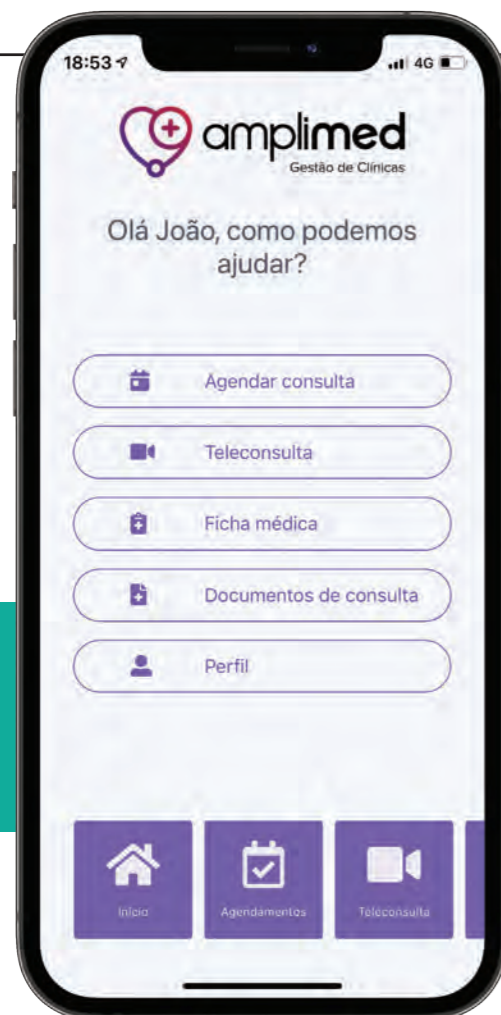 18:53
4G
amplimed
Gestão de Clínicas
Olá João, como podemos
ajudar?
Agendar consulta
Teleconsulta
Ficha médica
Documentos de consulta
Perfil
Início
Agendamentos
Teleconsulta